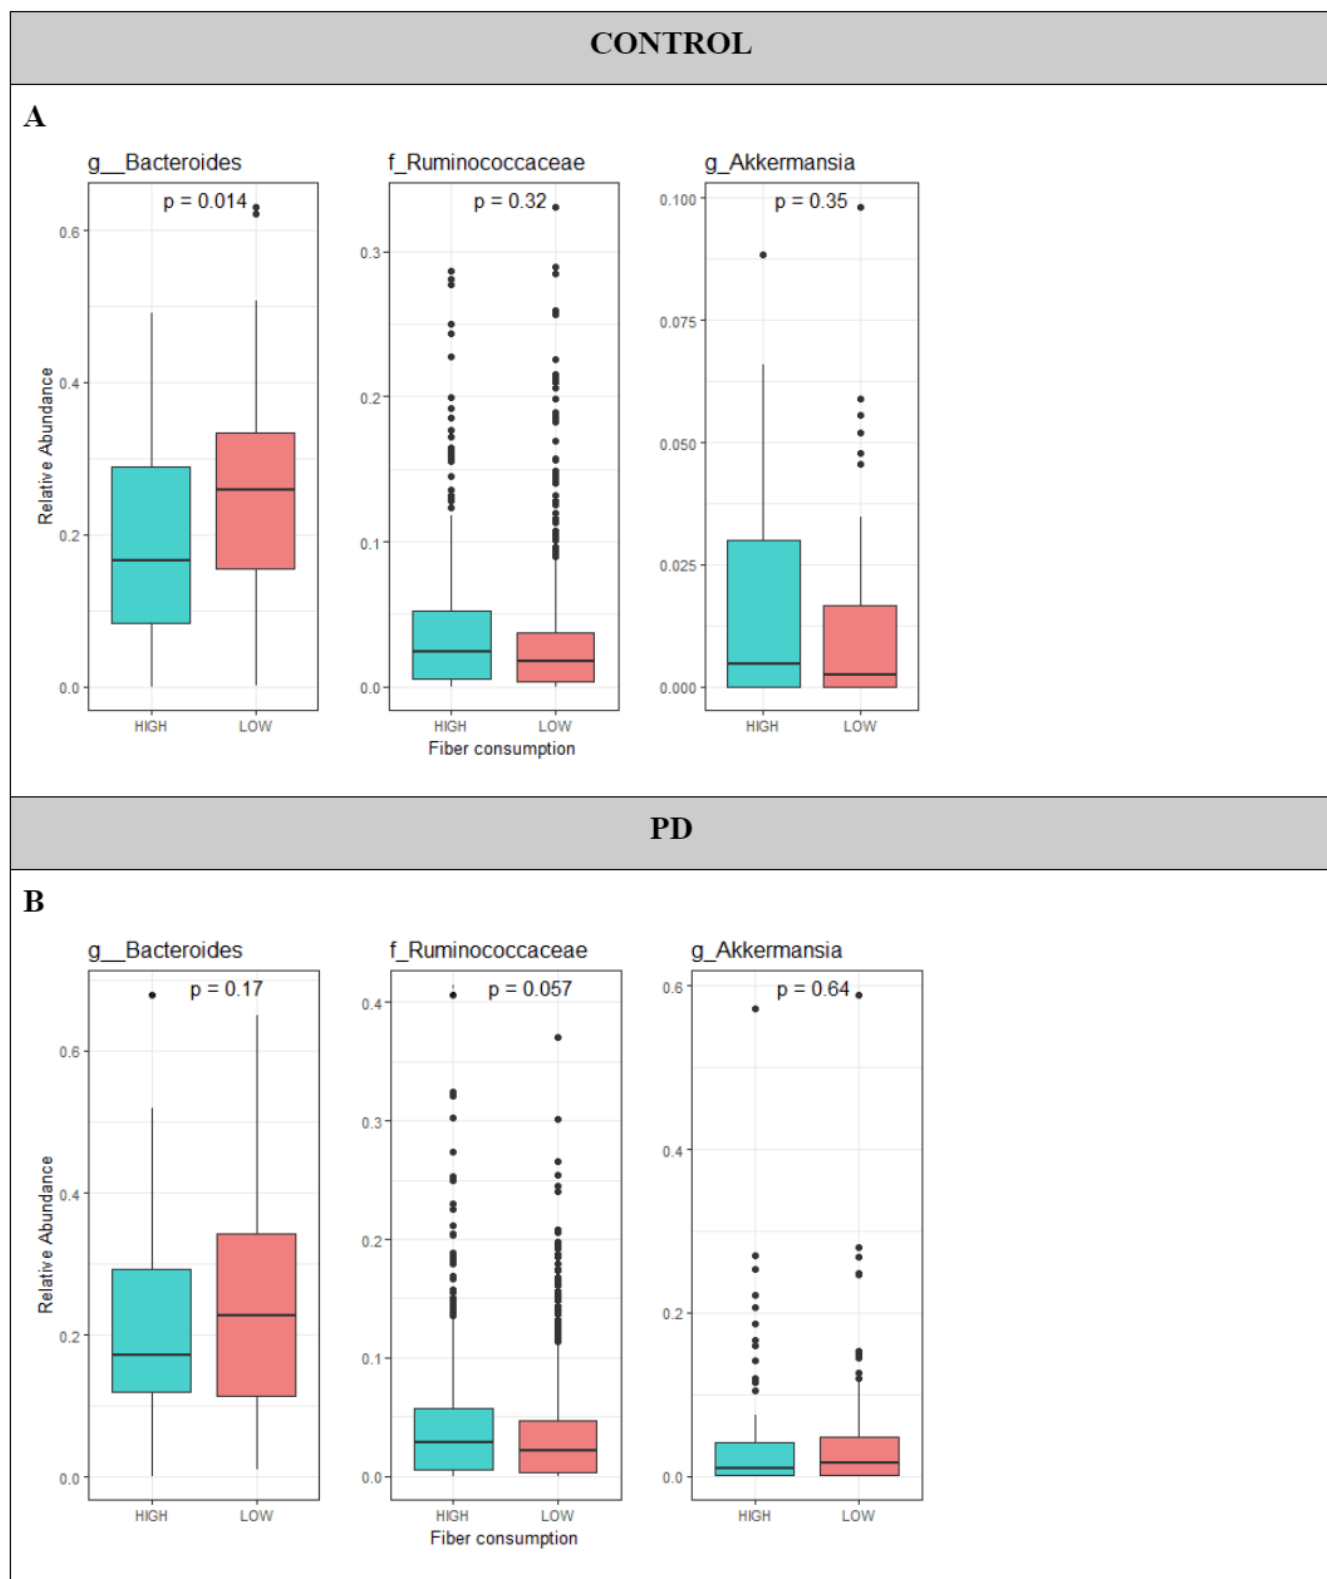 CONTROL
A
g__Bacteroides
f_Ruminococcaceae
g_Akkermansia
p = 0.014
p = 0.32
p = 0.35
Relative Abundance
0.6
0.4
0.2
0.0
0.3
0.2
0.1
0.0
0.100
0.075
0.050
0.025
0.000
HIGH
LOW
HIGH
LOW
HIGH
LOW
Fiber consumption
PD
B
g__Bacteroides
f_Ruminococcaceae
g_Akkermansia
p = 0.17
p = 0.057
p = 0.64
Relative Abundance
0.6
0.4
0.2
0.0
0.4
0.3
0.2
0.1
0.0
0.6
0.4
0.2
0.0
HIGH
LOW
HIGH
LOW
HIGH
LOW
Fiber consumption